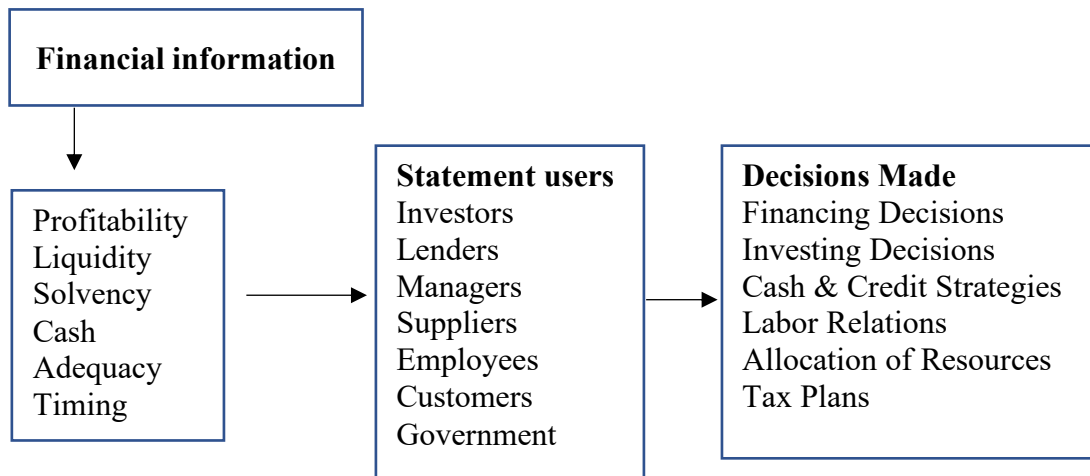 Financial information
Profitability
Liquidity
Solvency
Cash
Adequacy
Timing
Statement users
Investors
Lenders
Managers
Suppliers
Employees
Customers
Government
Decisions Made
Financing Decisions
Investing Decisions
Cash & Credit Strategies
Labor Relations
Allocation of Resources
Tax Plans